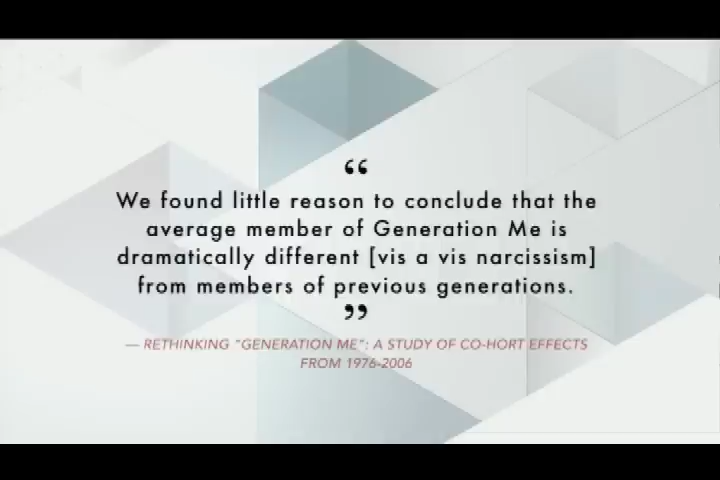 “
We found little reason to conclude that the
average member of Generation Me is
dramatically different [vis a vis narcissism]
from members of previous generations.
”
— RETHINKING "GENERATION ME": A STUDY OF CO-HORT EFFECTS
FROM 1976-2006